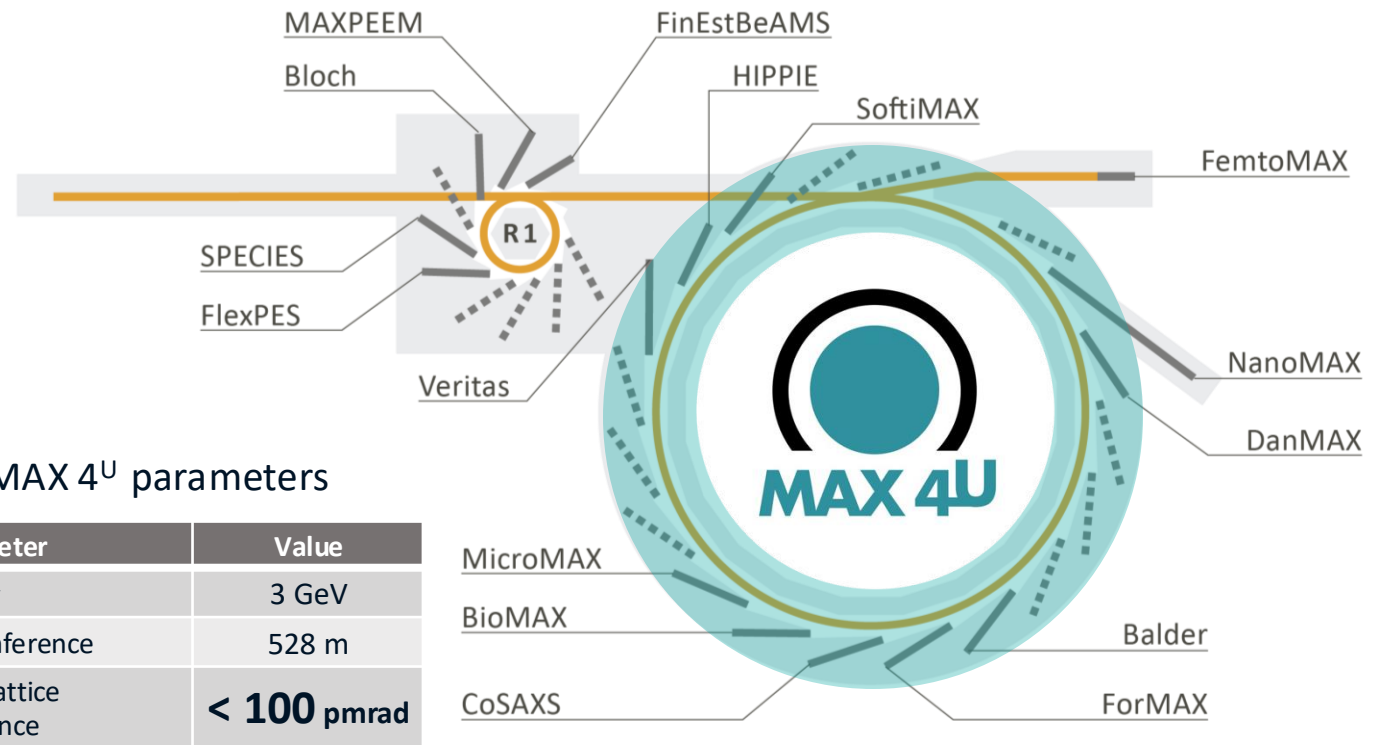 MAXPEEM
FinEstBeAMS
Bloch
HIPPIE
SoftiMAX
FemtoMAX
R1
SPECIES
FlexPES
NanoMAX
Veritas
DanMAX
MAX 4U
MAX 4ᵁ parameters
Value
3 GeV
528 m
< 100 pmrad
MicroMAX
BioMAX
Balder
CoSAXS
ForMAX